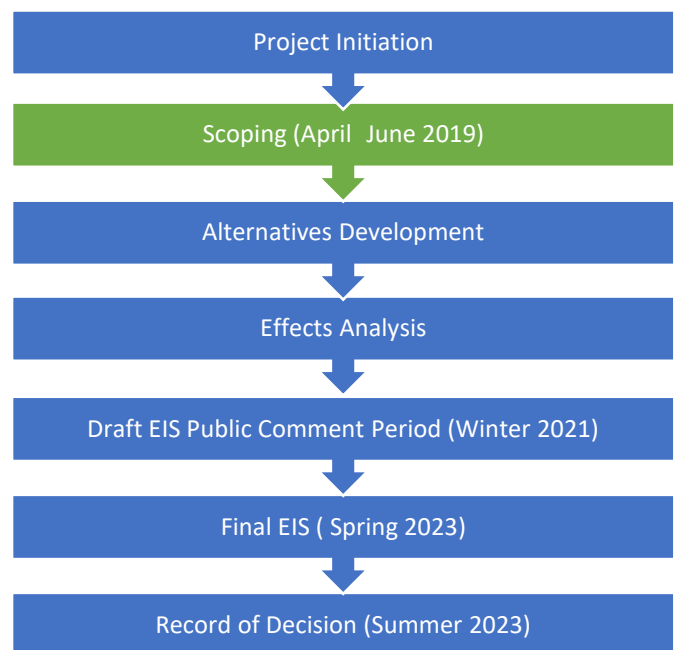 Project Initiation
Scoping (April  June 2019)
Alternatives Development
Effects Analysis
Draft EIS Public Comment Period (Winter 2021)
Final EIS ( Spring 2023)
Record of Decision (Summer 2023)